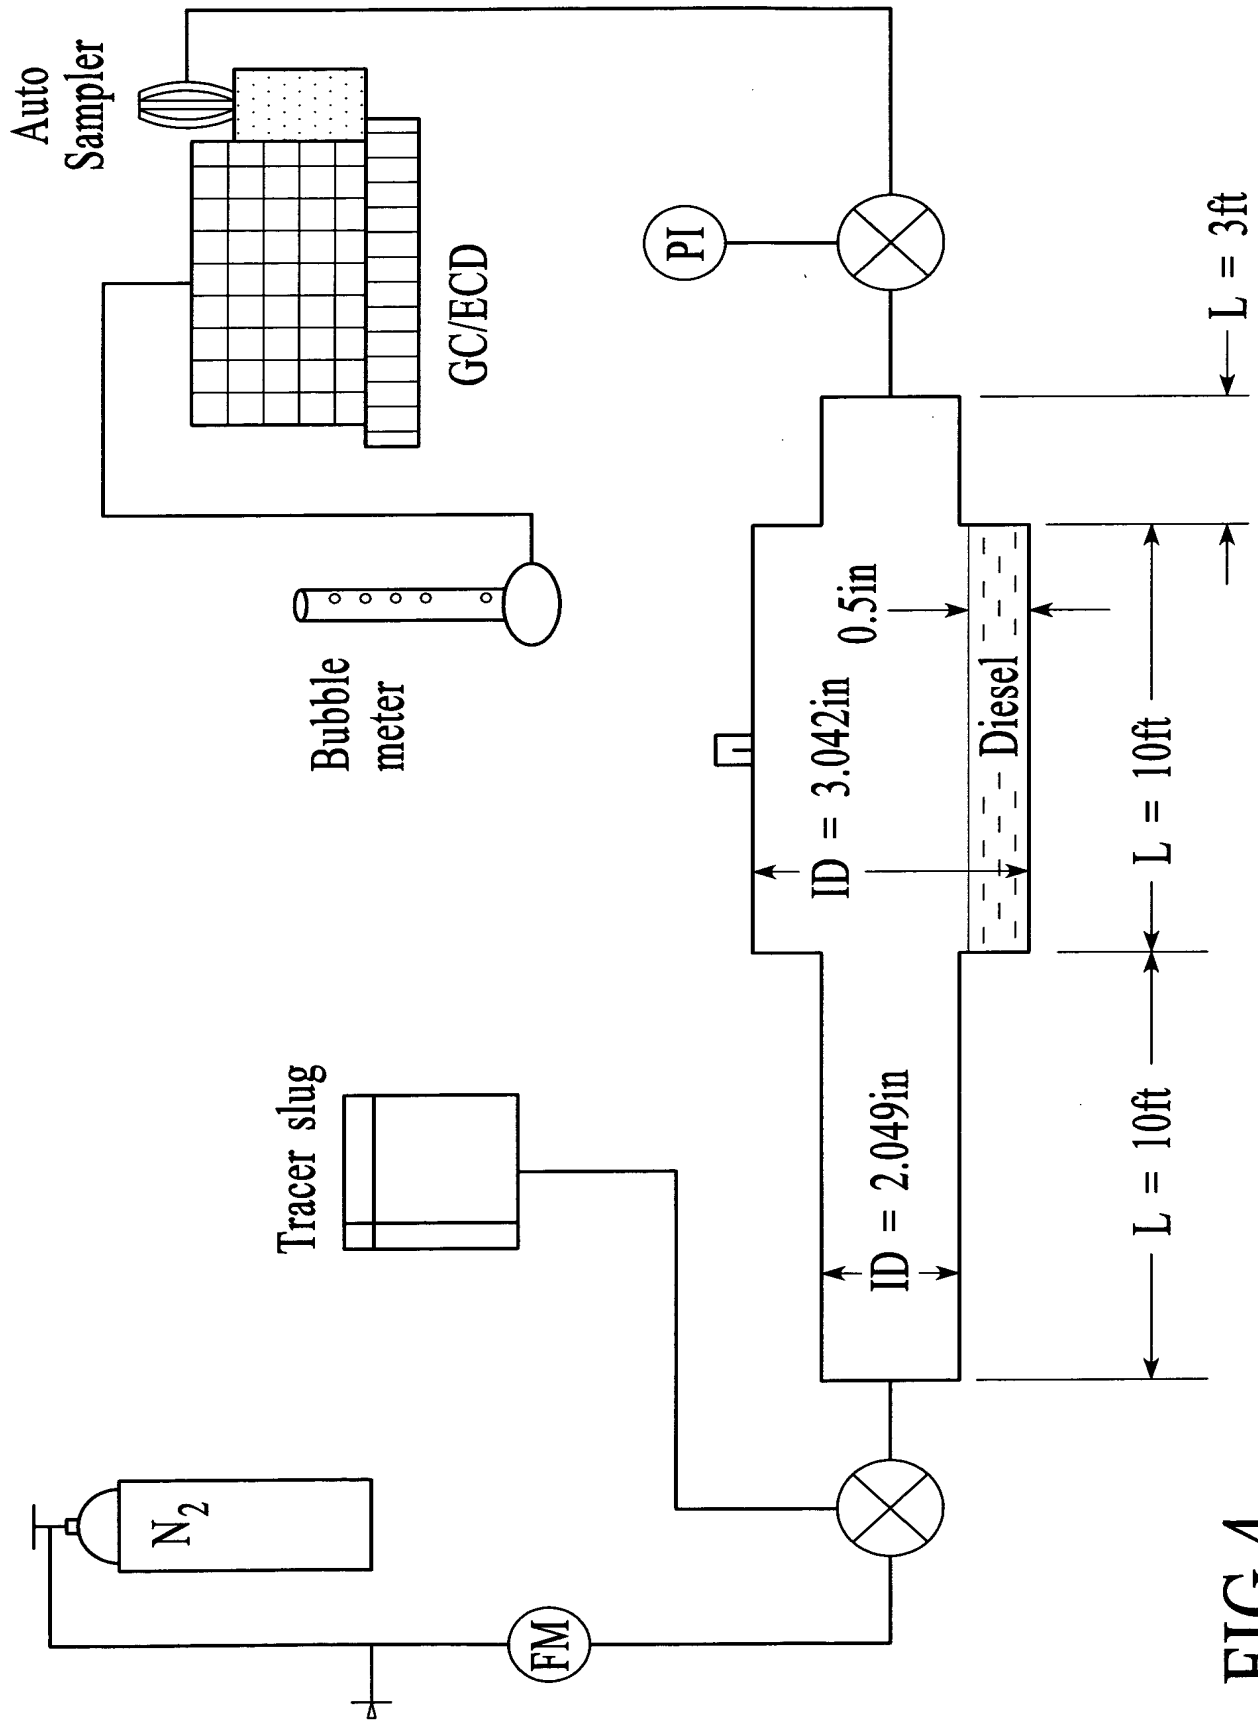 N2
FM
Tracer slug
Bubble
meter
Auto
Sampler
GC/ECD
PI
ID = 2.049in
ID = 3.042in
0.5in
Diesel
L = 10ft
L = 10ft
L = 3ft
FIG.4